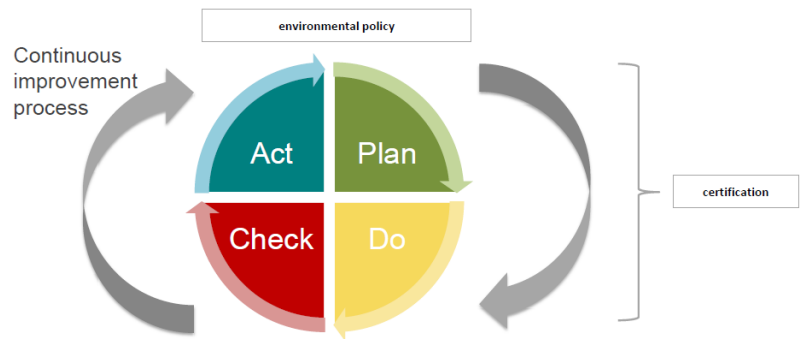 environmental policy
Continuous
improvement
process
Act
Plan
Check
Do
certification